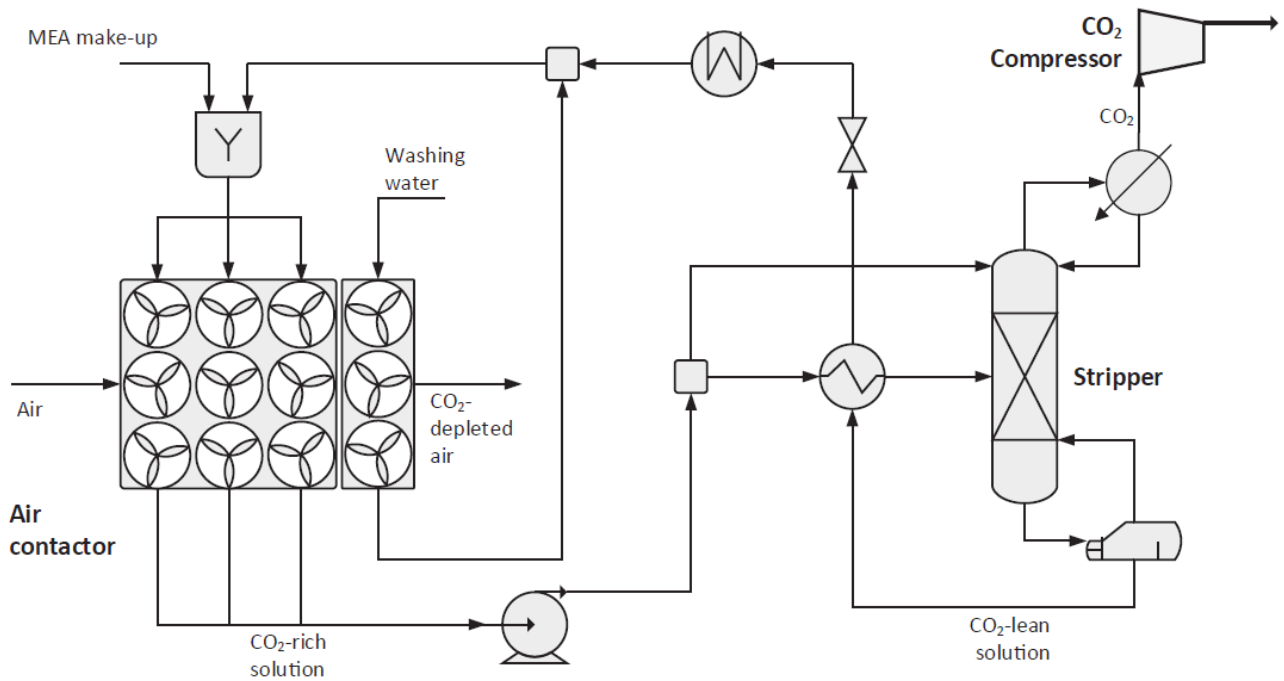 MEA make-up
CO₂
Compressor
CO₂
Washing
water
Air
CO₂-
depleted
air
Stripper
Air
contactor
CO₂-rich
solution
CO₂-lean
solution